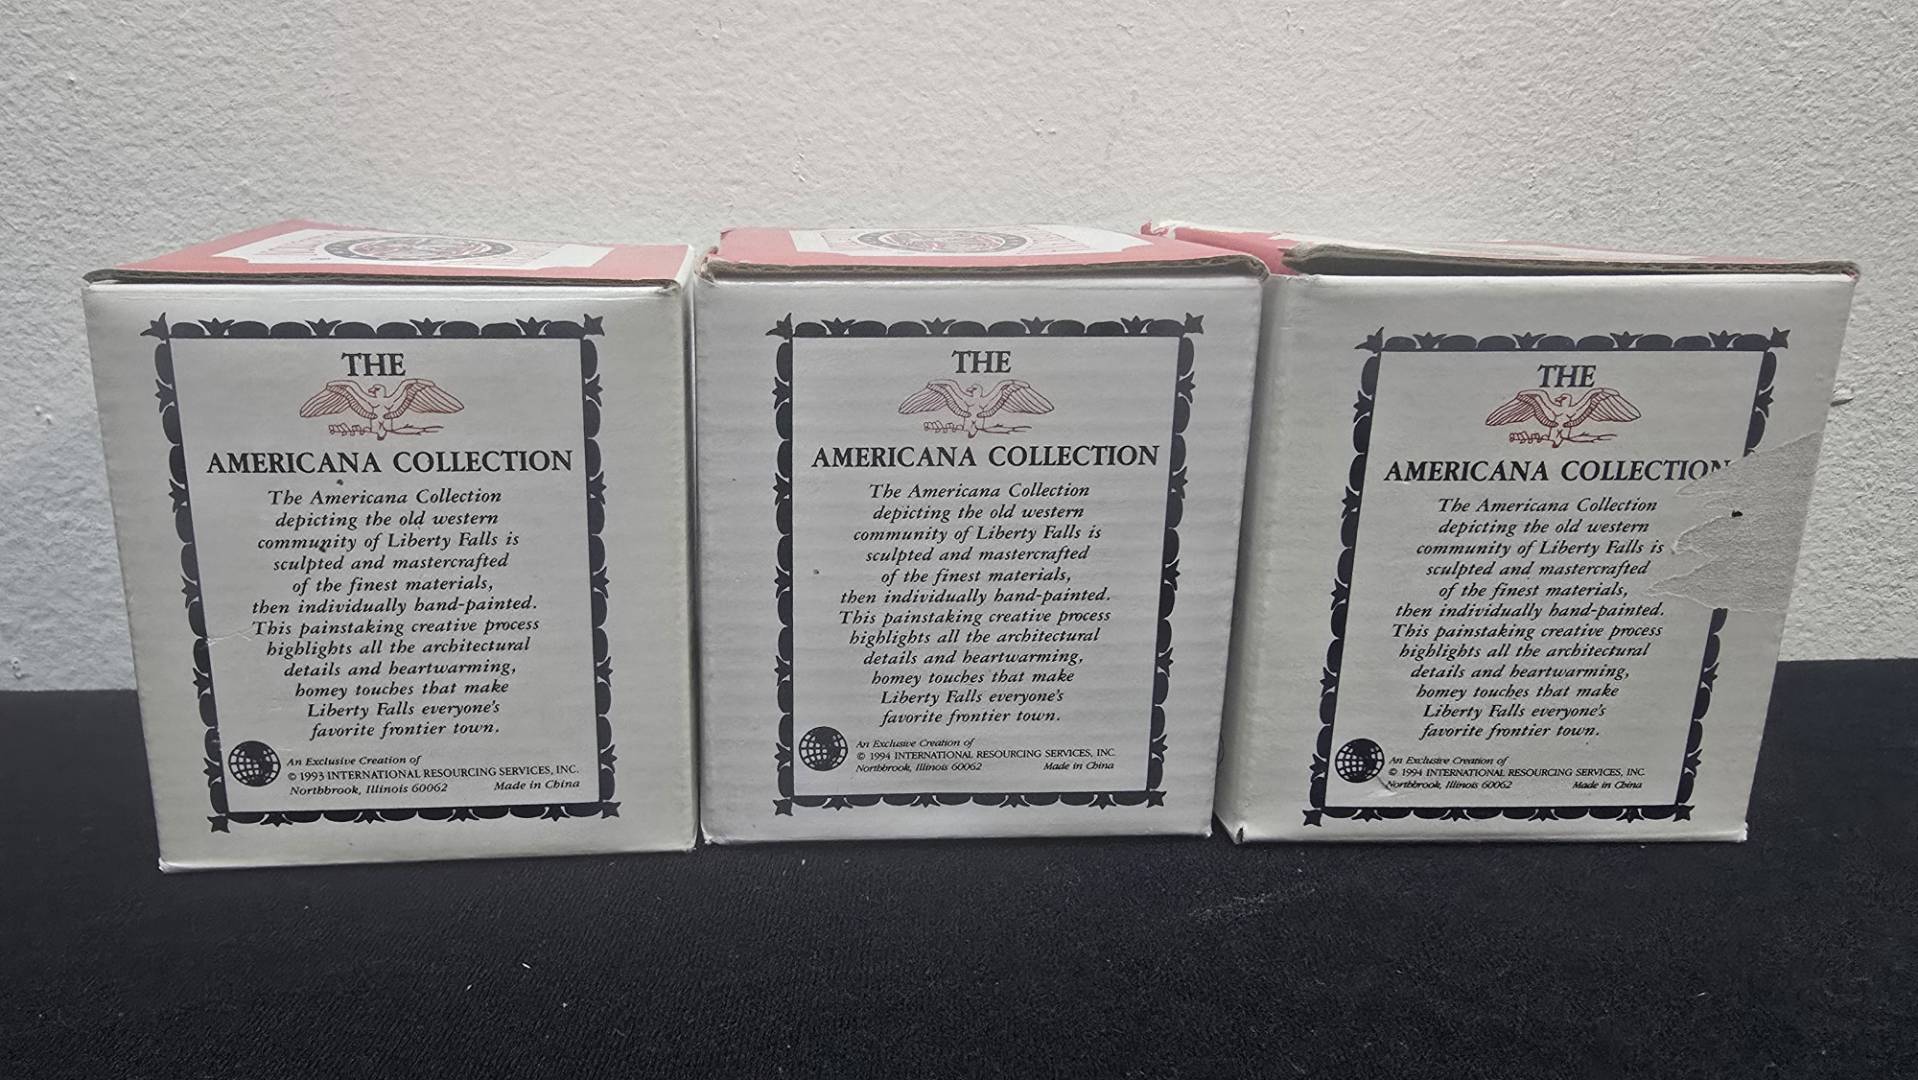 THE
AMERICANA COLLECTION
The Americana Collection
depicting the old western
community of Liberty Falls is
sculpted and mastercrafted
of the finest materials,
then individually hand-painted.
This painstaking creative process
highlights all the architectural
details and heartwarming,
homey touches that make
Liberty Falls everyone's
favorite frontier town.
An Exclusive Creation of
© 1993 INTERNATIONAL RESOURCING SERVICES, INC.
Northbrook, Illinois 60062 Made in China
THE
AMERICANA COLLECTION
The Americana Collection
depicting the old western
community of Liberty Falls is
sculpted and mastercrafted
of the finest materials,
then individually hand-painted.
This painstaking creative process
highlights all the architectural
details and heartwarming,
homey touches that make
Liberty Falls everyone's
favorite frontier town.
An Exclusive Creation of
© 1994 INTERNATIONAL RESOURCING SERVICES, INC.
Northbrook, Illinois 60062 Made in China
THE
AMERICANA COLLECTION
The Americana Collection
depicting the old western
community of Liberty Falls is
sculpted and mastercrafted
of the finest materials,
then individually hand-painted.
This painstaking creative process
highlights all the architectural
details and heartwarming,
homey touches that make
Liberty Falls everyone's
favorite frontier town.
An Exclusive Creation of
© 1994 INTERNATIONAL RESOURCING SERVICES, INC.
Northbrook, Illinois 60062 Made in China